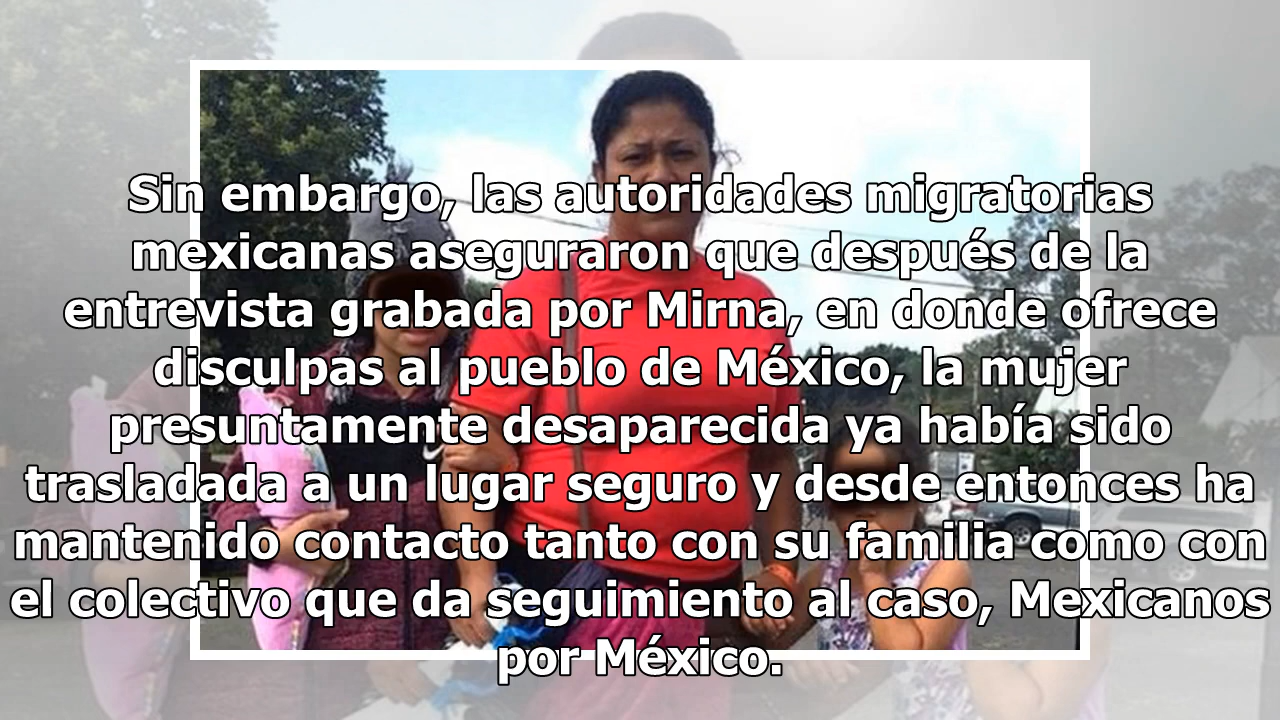 Sin embargo, las autoridades migratorias
mexicanas aseguraron que después de la
entrevista grabada por Mirna, en donde ofrece
disculpas al pueblo de México, la mujer
presuntamente desaparecida ya había sido
trasladada a un lugar seguro y desde entonces ha
mantenido contacto tanto con su familia como con
el colectivo que da seguimiento al caso, Mexicanos
por México.